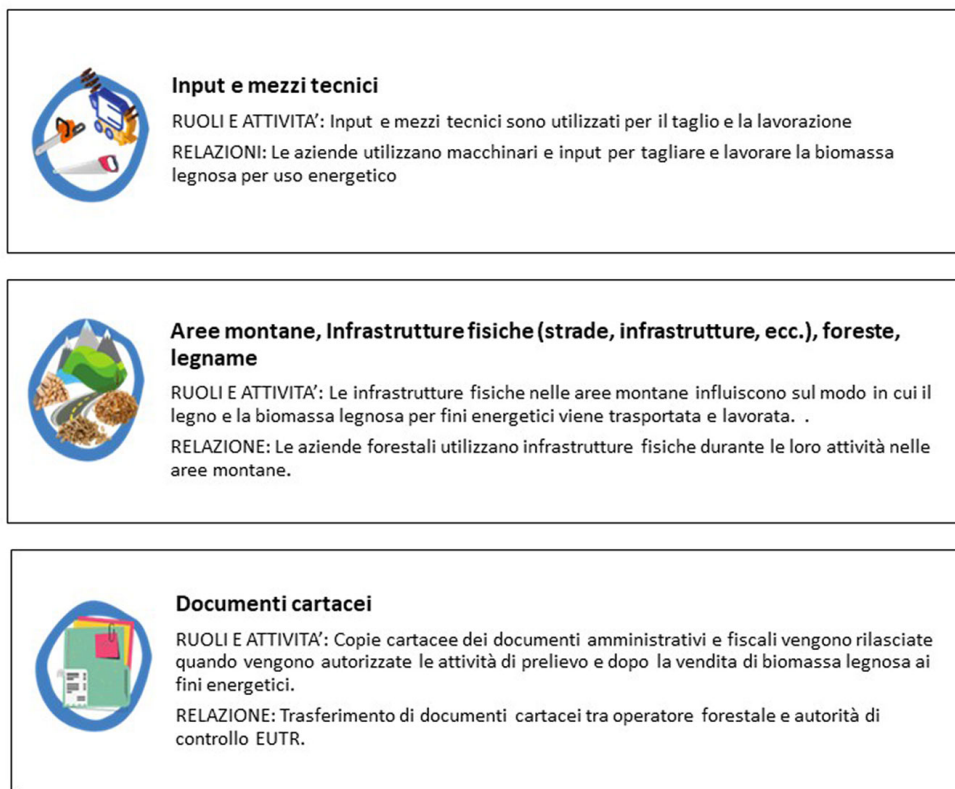 Input e mezzi tecnici
RUOLI E ATTIVITA’: Input e mezzi tecnici sono utilizzati per il taglio e la lavorazione
RELAZIONI: Le aziende utilizzano macchinari e input per tagliare e lavorare la biomassa
legnosa per uso energetico
Aree montane, Infrastrutture fisiche (strade, infrastrutture, ecc.), foreste,
legname
RUOLI E ATTIVITA’: Le infrastrutture fisiche nelle aree montane influiscono sul modo in cui il
legno e la biomassa legnosa per fini energetici viene trasportata e lavorata. .
RELAZIONE: Le aziende forestali utilizzano infrastrutture fisiche durante le loro attività nelle
aree montane.
Documenti cartacei
RUOLI E ATTIVITA’: Copie cartacee dei documenti amministrativi e fiscali vengono rilasciate
quando vengono autorizzate le attività di prelievo e dopo la vendita di biomassa legnosa ai
fini energetici.
RELAZIONE: Trasferimento di documenti cartacei tra operatore forestale e autorità di
controllo EUTR.